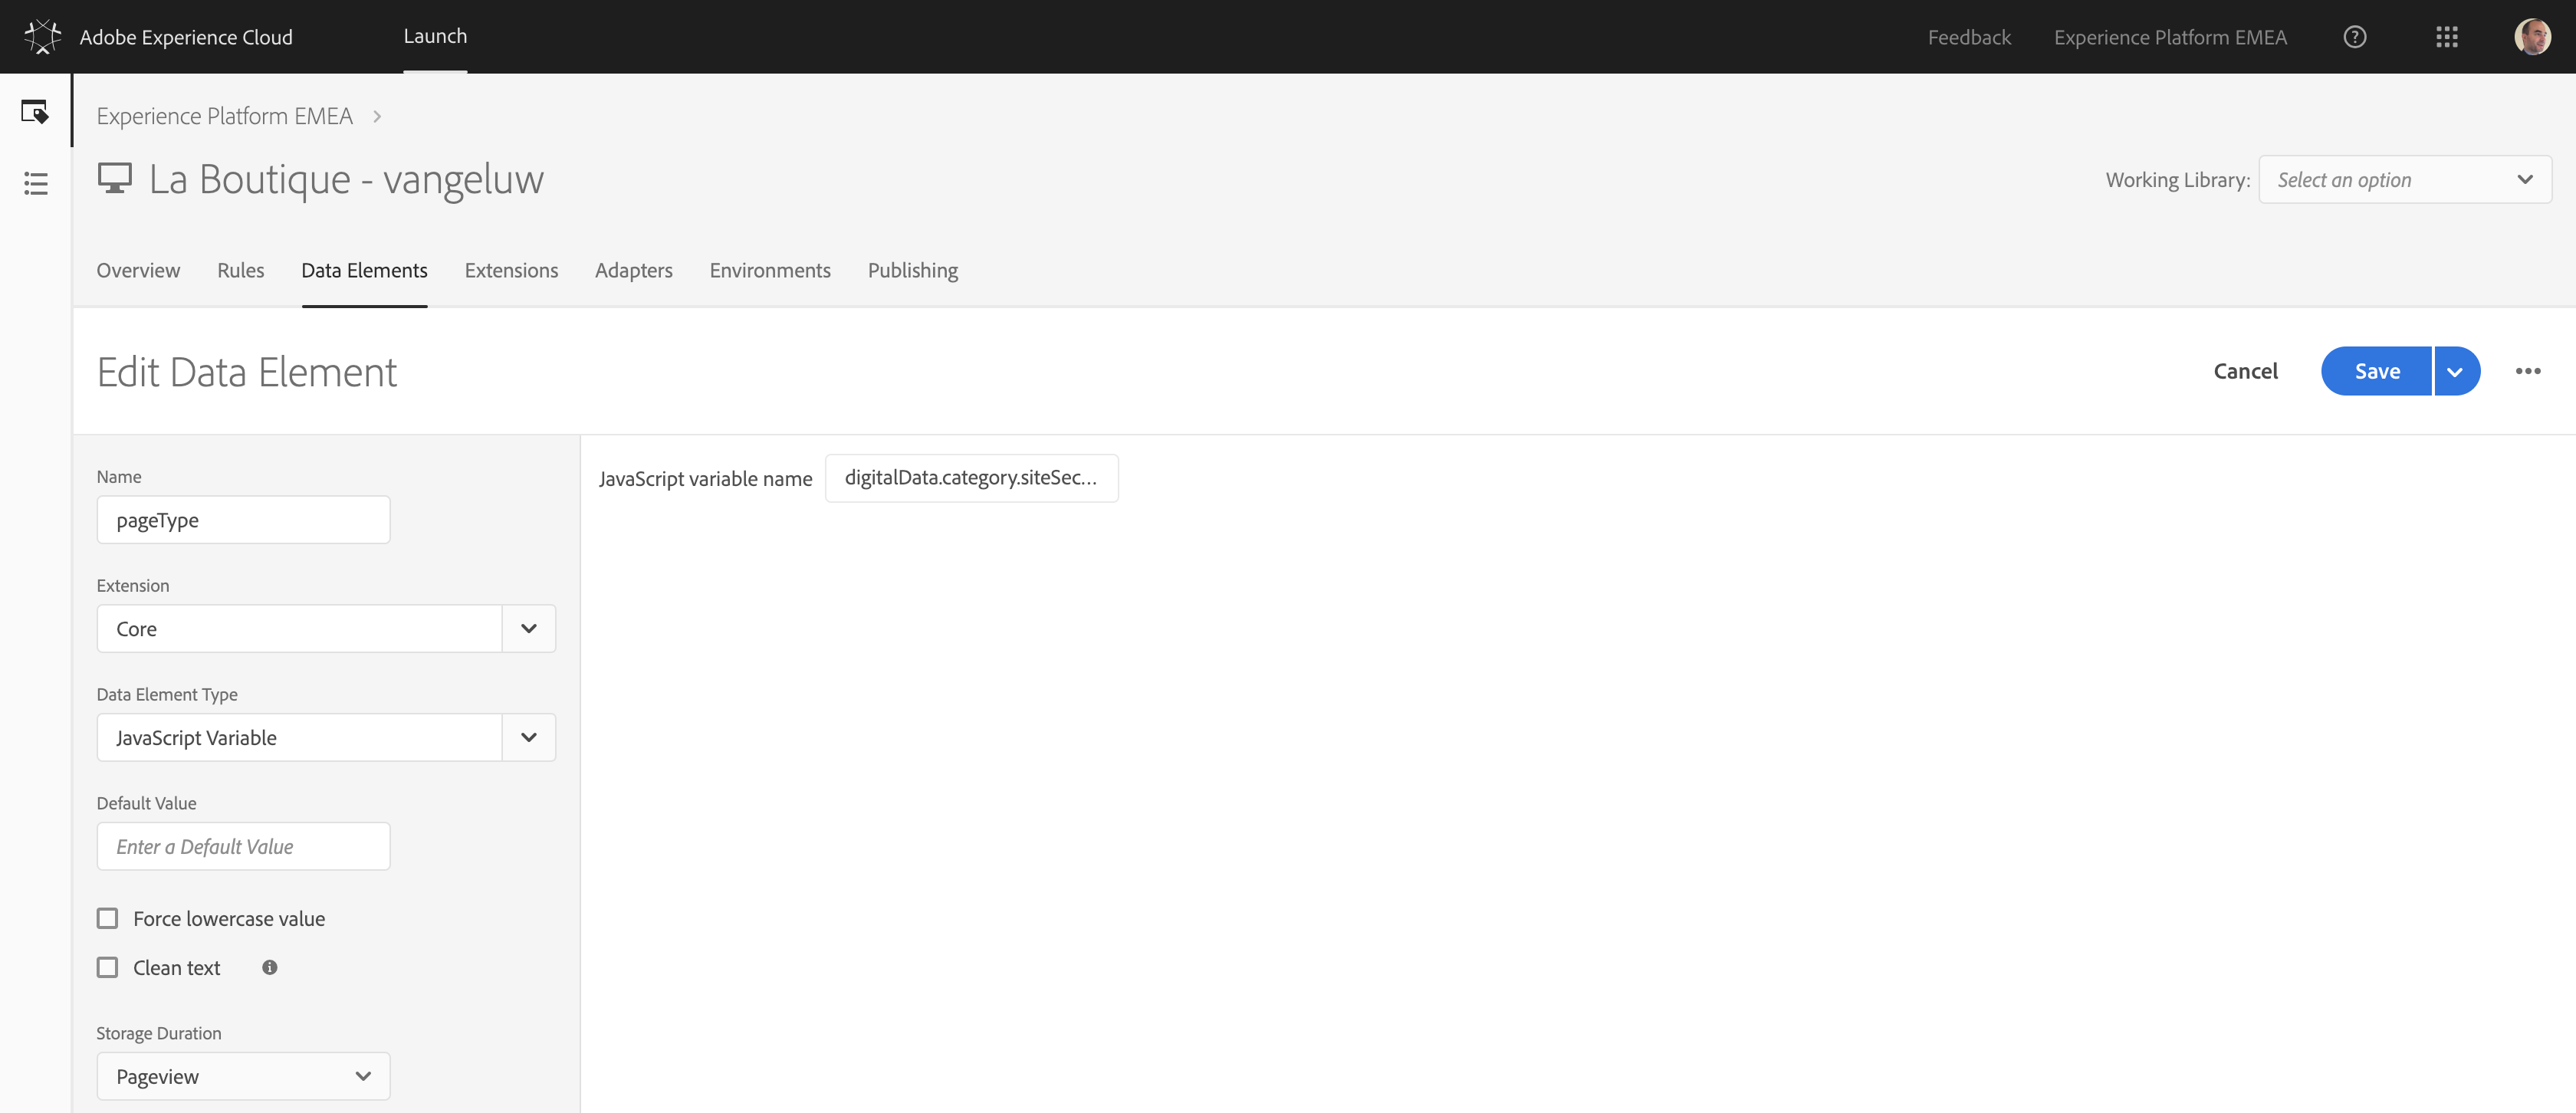 Adobe Experience Cloud
Launch
Feedback
Experience Platform EMEA
Experience Platform EMEA
La Boutique - vangeluw
Working Library:
Select an option
Overview
Rules
Data Elements
Extensions
Adapters
Environments
Publishing
Edit Data Element
Cancel
Save
Name
pageType
Extension
Core
Data Element Type
JavaScript Variable
Default Value
Enter a Default Value
Force lowercase value
Clean text
Storage Duration
Pageview
JavaScript variable name
digitalData.category.siteSec...